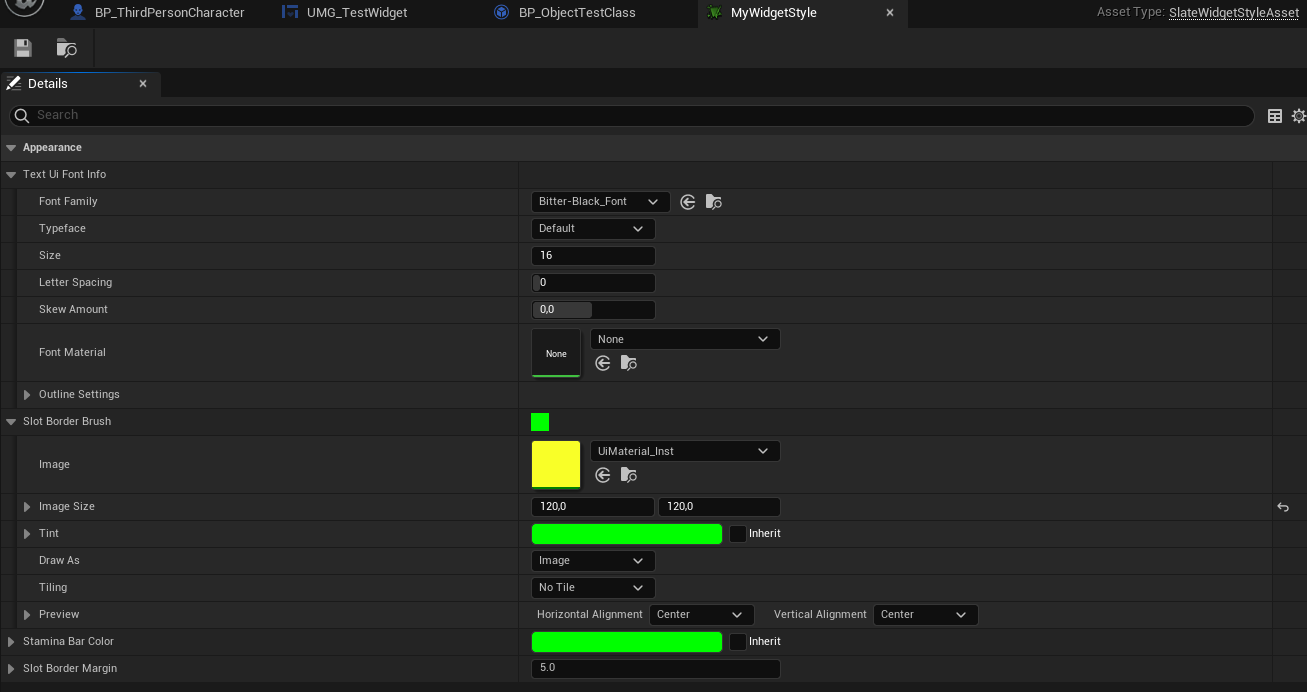 BP_ThirdPersonCharacter UMG_TestWidget BP_ObjectTestClass MyWidgetStyle Asset Type: SlateWidgetStyleAsset
Details
Search
Appearance
Text Ui Font Info
Font Family Bitter-Black_Font
Typeface Default
Size 16
Letter Spacing 0
Skew Amount 0,0
None
Font Material None
Outline Settings
Slot Border Brush
UiMaterial_Inst
Image
Image Size 120,0 120,0
Tint Inherit
Draw As Image
Tiling No Tile
Preview Horizontal Alignment Center Vertical Alignment Center
Stamina Bar Color Inherit
Slot Border Margin 5.0